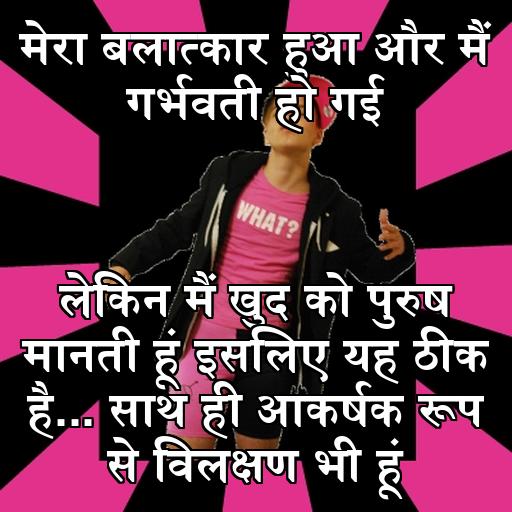 मेरा बलात्कार हुआ और मैं
गर्भवती हो गई
WHAT?
लेकिन मैं खुद को पुरुष
मानती हूं इसलिए यह ठीक
है... साथ ही आकर्षक रूप
से विलक्षण भी हूं